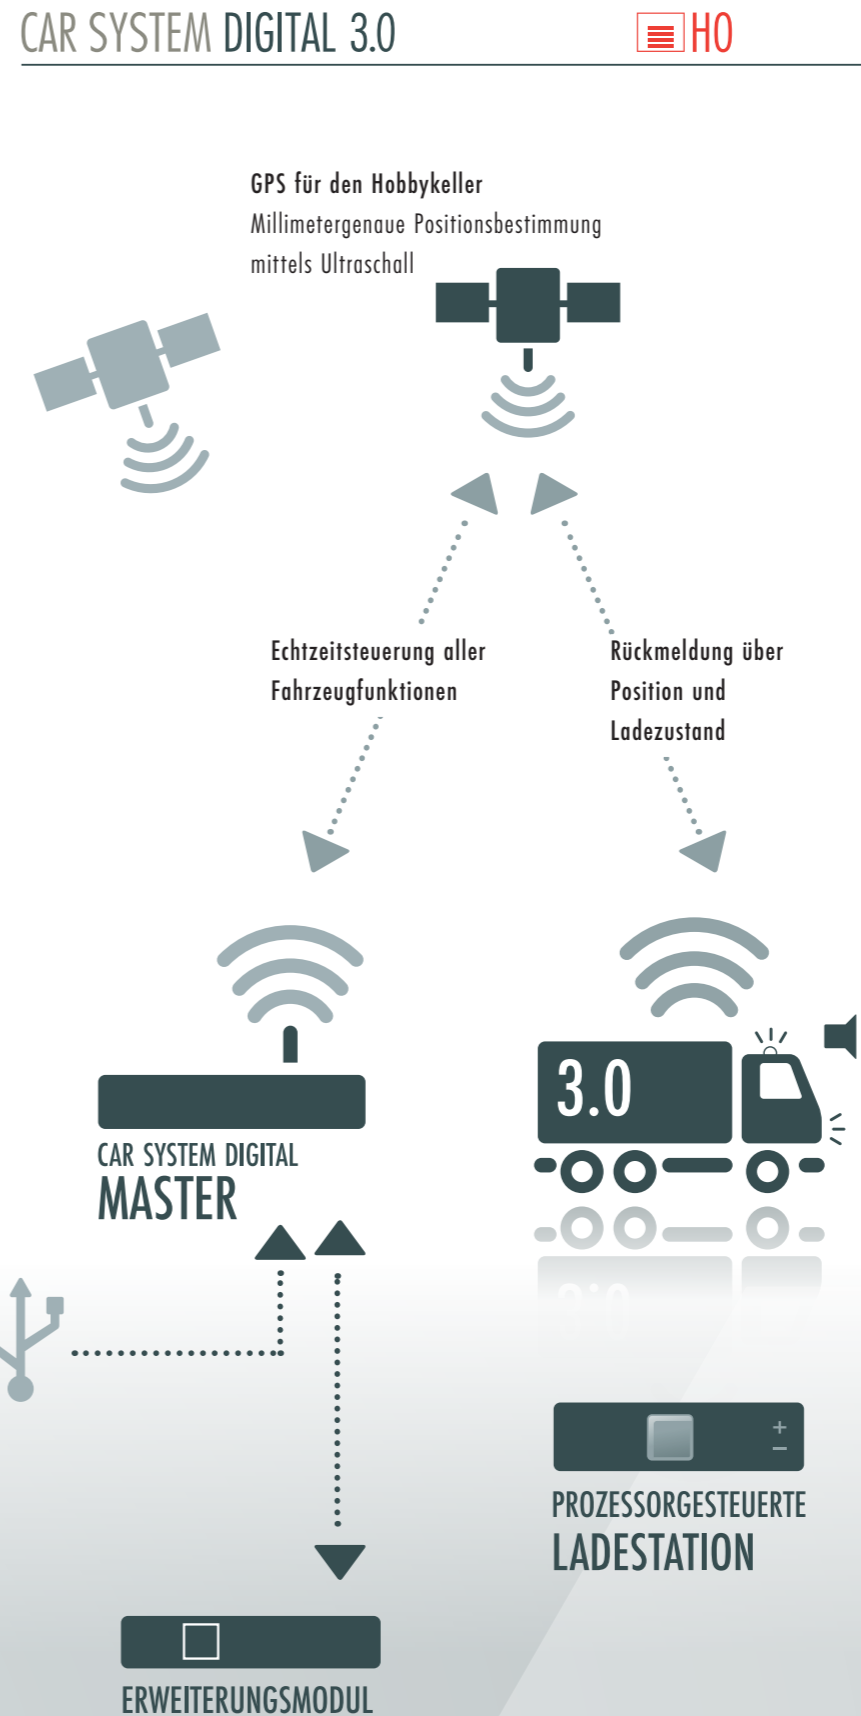 CAR SYSTEM DIGITAL 3.0
H0
GPS für den Hobbykeller
Millimetergenaue Positionsbestimmung
mittels Ultraschall
Echtzeitsteuerung aller
Fahrzeugfunktionen
Rückmeldung über
Position und
Ladezustand
3.0
CAR SYSTEM DIGITAL
MASTER
+
–
PROZESSORGESTEUERTE
LADESTATION
ERWEITERUNGSMODUL